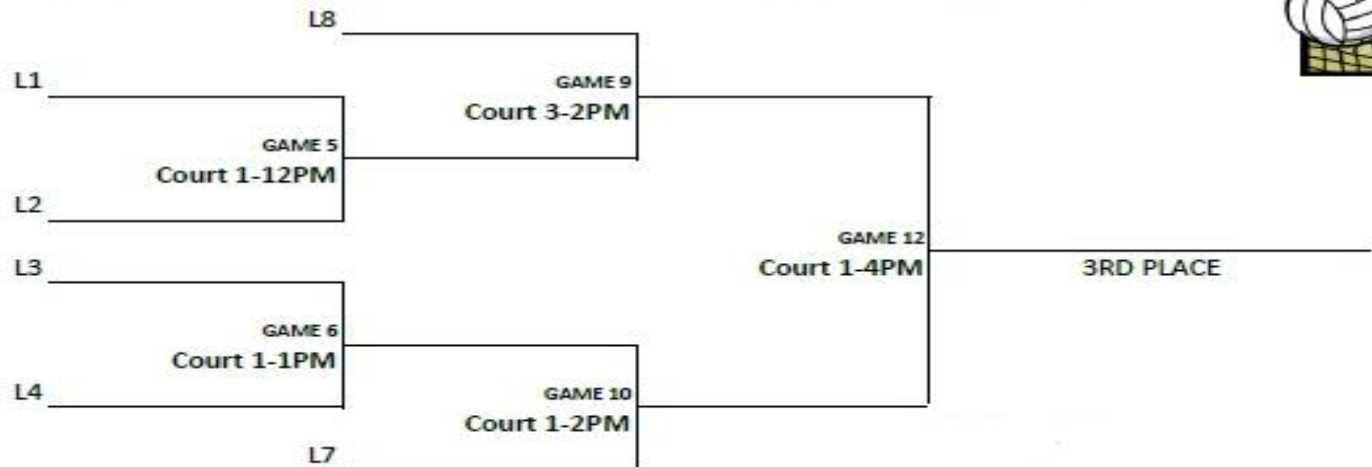 L8
L1
GAME 9
Court 3-2PM
GAME 5
Court 1-12PM
L2
GAME 12
L3
Court 1-4PM
3RD PLACE
GAME 6
Court 1-1PM
L4
GAME 10
Court 1-2PM
L7